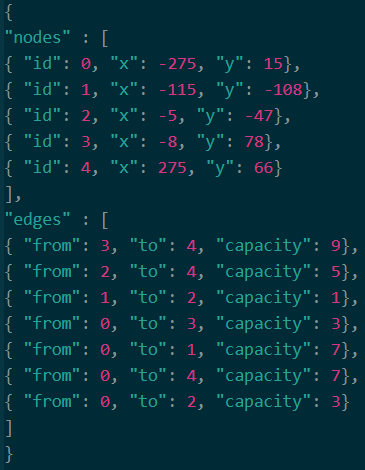 {
"nodes" : [
{ "id": 0, "x": -275, "y": 15},
{ "id": 1, "x": -115, "y": -108},
{ "id": 2, "x": -5, "y": -47},
{ "id": 3, "x": -8, "y": 78},
{ "id": 4, "x": 275, "y": 66}
],
"edges" : [
{ "from": 3, "to": 4, "capacity": 9},
{ "from": 2, "to": 4, "capacity": 5},
{ "from": 1, "to": 2, "capacity": 1},
{ "from": 0, "to": 3, "capacity": 3},
{ "from": 0, "to": 1, "capacity": 7},
{ "from": 0, "to": 4, "capacity": 7},
{ "from": 0, "to": 2, "capacity": 3}
]
}